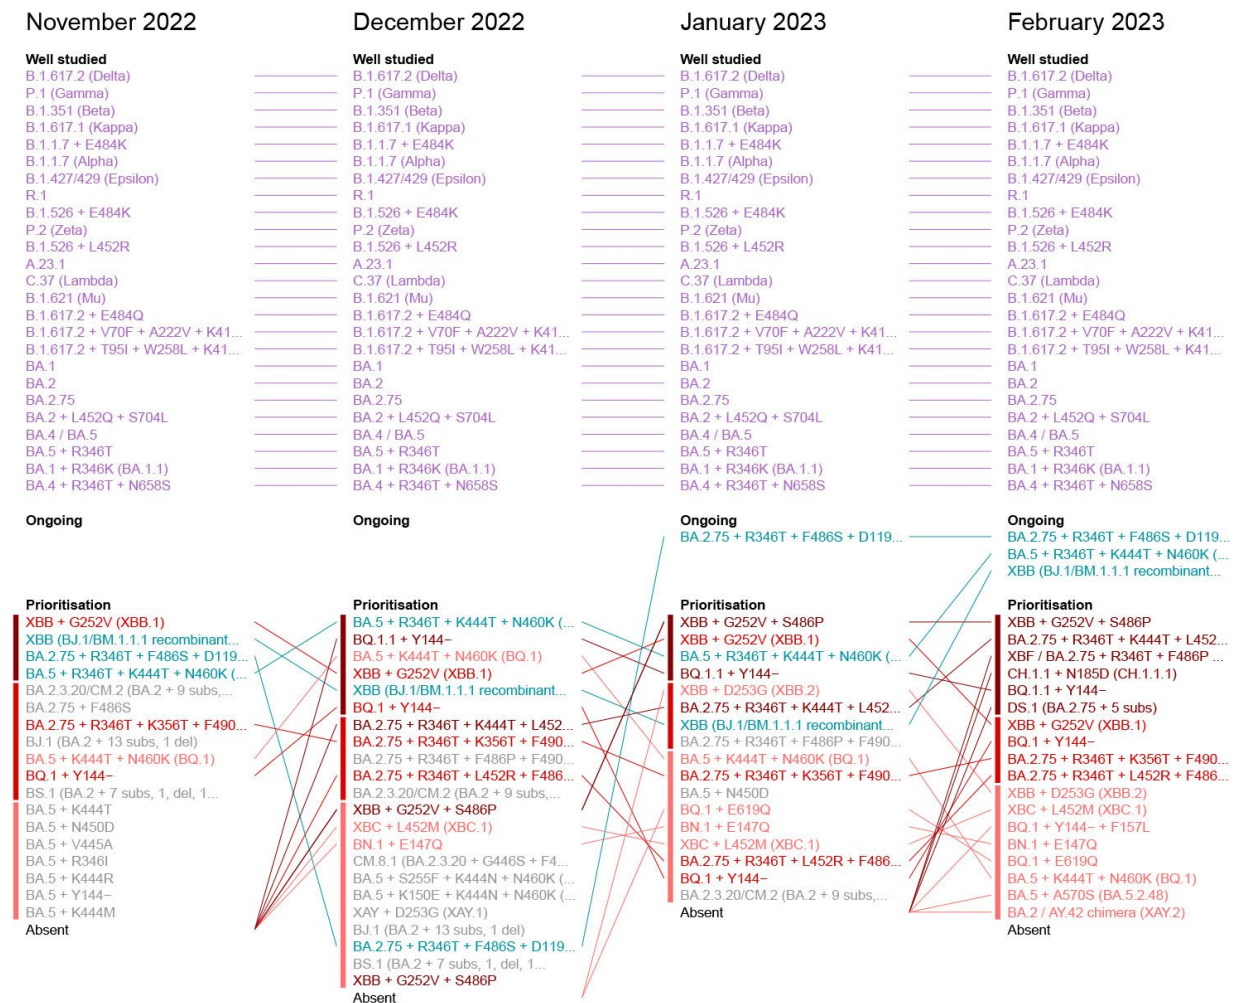 November 2022
Well studied
B.1.617.2 (Delta)
P.1 (Gamma)
B.1.351 (Beta)
B.1.617.1 (Kappa)
B.1.1.7 + E484K
B.1.1.7 (Alpha)
B.1.427/429 (Epsilon)
R.1
B.1.526 + E484K
P.2 (Zeta)
B.1.526 + L452R
A.23.1
C.37 (Lambda)
B.1.621 (Mu)
B.1.617.2 + E484Q
B.1.617.2 + V70F + A222V + K41...
B.1.617.2 + T95I + W258L + K41...
BA.1
BA.2
BA.2.75
BA.2 + L452Q + S704L
BA.4 / BA.5
BA.5 + R346T
BA.1 + R346K (BA.1.1)
BA.4 + R346T + N658S
Ongoing
Prioritisation
XBB + G252V (XBB.1)
XBB (BJ.1/BM.1.1.1 recombinant...
BA.2.75 + R346T + F486S + D119...
BA.5 + R346T + K444T + N460K (...
BA.2.3.20/CM.2 (BA.2 + 9 subs,...
BA.2.75 + F486S
BA.2.75 + R346T + K356T + F490...
BJ.1 (BA.2 + 13 subs, 1 del)
BA.5 + K444T + N460K (BQ.1)
BQ.1 + Y144−
BS.1 (BA.2 + 7 subs, 1, del, 1...
BA.5 + K444T
BA.5 + N450D
BA.5 + V445A
BA.5 + R346I
BA.5 + K444R
BA.5 + Y144−
BA.5 + K444M
Absent
December 2022
Well studied
B.1.617.2 (Delta)
P.1 (Gamma)
B.1.351 (Beta)
B.1.617.1 (Kappa)
B.1.1.7 + E484K
B.1.1.7 (Alpha)
B.1.427/429 (Epsilon)
R.1
B.1.526 + E484K
P.2 (Zeta)
B.1.526 + L452R
A.23.1
C.37 (Lambda)
B.1.621 (Mu)
B.1.617.2 + E484Q
B.1.617.2 + V70F + A222V + K41...
B.1.617.2 + T95I + W258L + K41...
BA.1
BA.2
BA.2.75
BA.2 + L452Q + S704L
BA.4 / BA.5
BA.5 + R346T
BA.1 + R346K (BA.1.1)
BA.4 + R346T + N658S
Ongoing
Prioritisation
BA.5 + R346T + K444T + N460K (...
BQ.1.1 + Y144−
BA.5 + K444T + N460K (BQ.1)
XBB + G252V (XBB.1)
XBB (BJ.1/BM.1.1.1 recombinant...
BQ.1 + Y144−
BA.2.75 + R346T + K444T + L452...
BA.2.75 + R346T + K356T + F490...
BA.2.75 + R346T + F486P + F490...
BA.2.75 + R346T + L452R + F486...
BA.2.3.20/CM.2 (BA.2 + 9 subs,...
XBB + G252V + S486P
XBC + L452M (XBC.1)
BN.1 + E147Q
CM.8.1 (BA.2.3.20 + G446S + F4...
BA.5 + S255F + K444N + N460K (...
BA.5 + K150E + K444N + N460K (...
XAY + D253G (XAY.1)
BJ.1 (BA.2 + 13 subs, 1 del)
BA.2.75 + R346T + F486S + D119...
BS.1 (BA.2 + 7 subs, 1, del, 1...
XBB + G252V + S486P
Absent
January 2023
Well studied
B.1.617.2 (Delta)
P.1 (Gamma)
B.1.351 (Beta)
B.1.617.1 (Kappa)
B.1.1.7 + E484K
B.1.1.7 (Alpha)
B.1.427/429 (Epsilon)
R.1
B.1.526 + E484K
P.2 (Zeta)
B.1.526 + L452R
A.23.1
C.37 (Lambda)
B.1.621 (Mu)
B.1.617.2 + E484Q
B.1.617.2 + V70F + A222V + K41...
B.1.617.2 + T95I + W258L + K41...
BA.1
BA.2
BA.2.75
BA.2 + L452Q + S704L
BA.4 / BA.5
BA.5 + R346T
BA.1 + R346K (BA.1.1)
BA.4 + R346T + N658S
Ongoing
BA.2.75 + R346T + F486S + D119...
Prioritisation
XBB + G252V + S486P
XBB + G252V (XBB.1)
BA.5 + R346T + K444T + N460K (...
BQ.1.1 + Y144−
XBB + D253G (XBB.2)
BA.2.75 + R346T + K444T + L452...
XBB (BJ.1/BM.1.1.1 recombinant...
BA.2.75 + R346T + F486P + F490...
BA.5 + K444T + N460K (BQ.1)
BA.2.75 + R346T + K356T + F490...
BA.5 + N450D
BQ.1 + E619Q
BN.1 + E147Q
XBC + L452M (XBC.1)
BA.2.75 + R346T + L452R + F486...
BQ.1 + Y144−
BA.2.3.20/CM.2 (BA.2 + 9 subs,...
Absent
February 2023
Well studied
B.1.617.2 (Delta)
P.1 (Gamma)
B.1.351 (Beta)
B.1.617.1 (Kappa)
B.1.1.7 + E484K
B.1.1.7 (Alpha)
B.1.427/429 (Epsilon)
R.1
B.1.526 + E484K
P.2 (Zeta)
B.1.526 + L452R
A.23.1
C.37 (Lambda)
B.1.621 (Mu)
B.1.617.2 + E484Q
B.1.617.2 + V70F + A222V + K41...
B.1.617.2 + T95I + W258L + K41...
BA.1
BA.2
BA.2.75
BA.2 + L452Q + S704L
BA.4 / BA.5
BA.5 + R346T
BA.1 + R346K (BA.1.1)
BA.4 + R346T + N658S
Ongoing
BA.2.75 + R346T + F486S + D119...
BA.5 + R346T + K444T + N460K (...
XBB (BJ.1/BM.1.1.1 recombinant...
Prioritisation
XBB + G252V + S486P
BA.2.75 + R346T + K444T + L452...
XBF / BA.2.75 + R346T + F486P ...
CH.1.1 + N185D (CH.1.1.1)
BQ.1.1 + Y144−
DS.1 (BA.2.75 + 5 subs)
XBB + G252V (XBB.1)
BQ.1 + Y144−
BA.2.75 + R346T + K356T + F490...
BA.2.75 + R346T + L452R + F486...
XBB + D253G (XBB.2)
XBC + L452M (XBC.1)
BQ.1 + Y144− + F157L
BN.1 + E147Q
BQ.1 + E619Q
BA.5 + K444T + N460K (BQ.1)
BA.5 + A570S (BA.5.2.48)
BA.2 / AY.42 chimera (XAY.2)
Absent